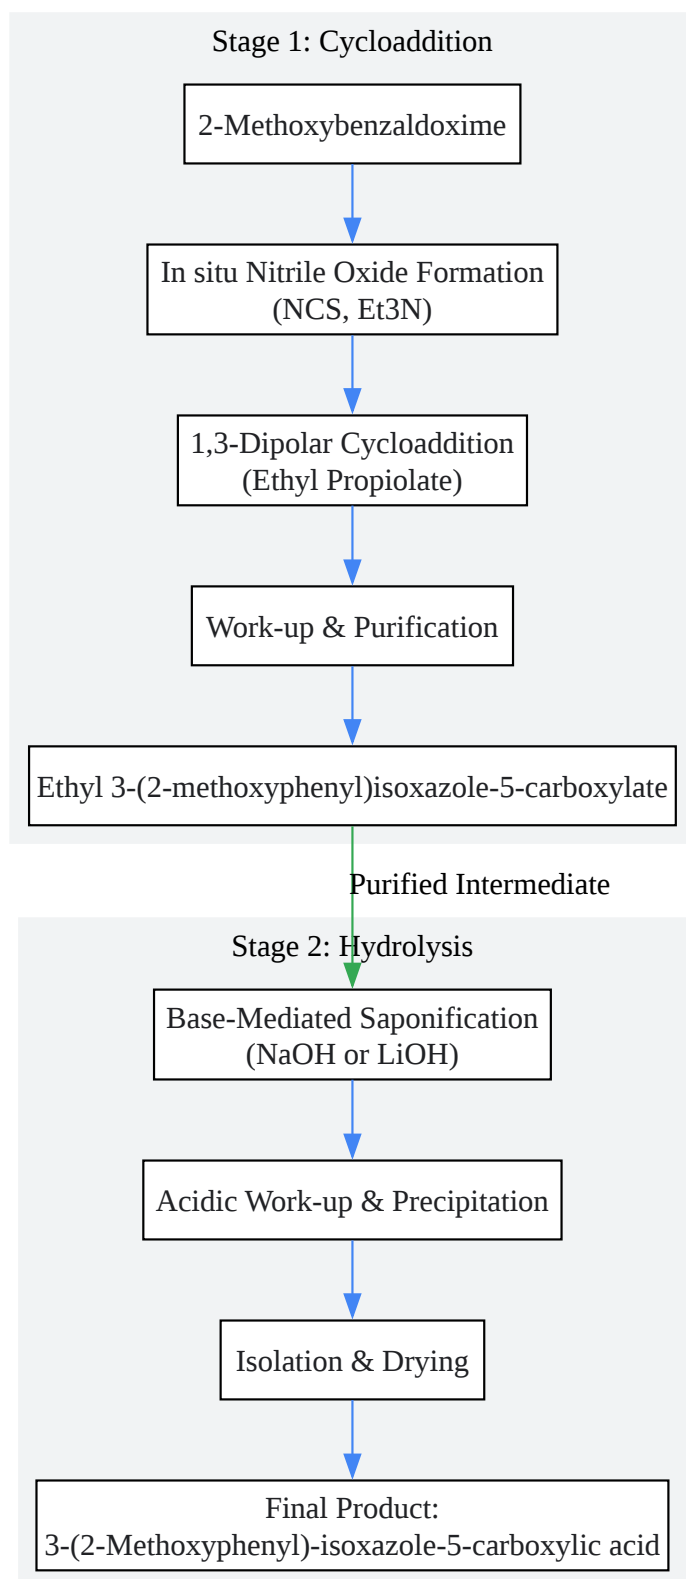 Stage 1: Cycloaddition
2-Methoxybenzaldoxime
In situ Nitrile Oxide Formation
(NCS, Et3N)
1,3-Dipolar Cycloaddition
(Ethyl Propiolate)
Work-up & Purification
Ethyl 3-(2-methoxyphenyl)isoxazole-5-carboxylate
Purified Intermediate
Stage 2: Hydrolysis
Base-Mediated Saponification
(NaOH or LiOH)
Acidic Work-up & Precipitation
Isolation & Drying
Final Product:
3-(2-Methoxyphenyl)-isoxazole-5-carboxylic acid